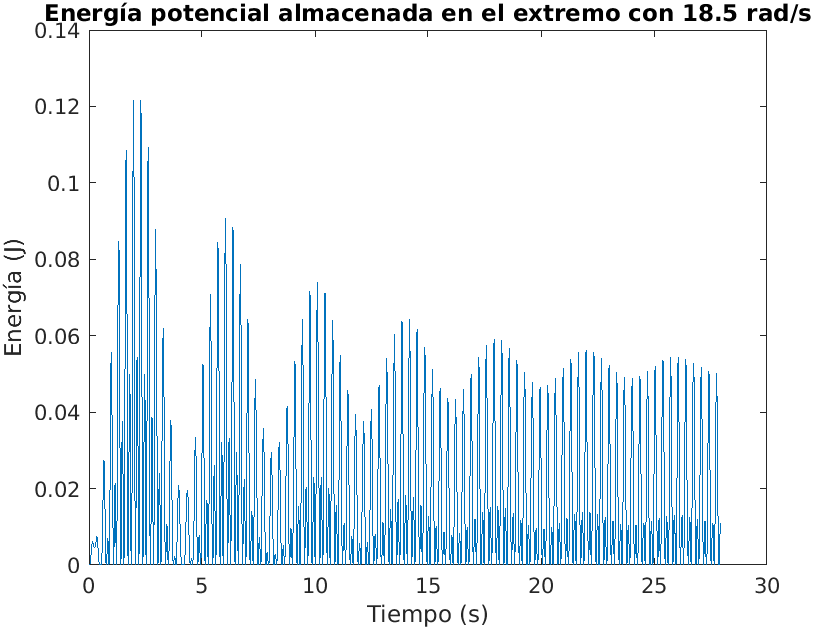 Energía potencial almacenada en el extremo con 18.5 rad/s
0.14
0.12
0.1
0.08
0.06
0.04
0.02
0
Energía (J)
0 5 10 15 20 25 30
Tiempo (s)